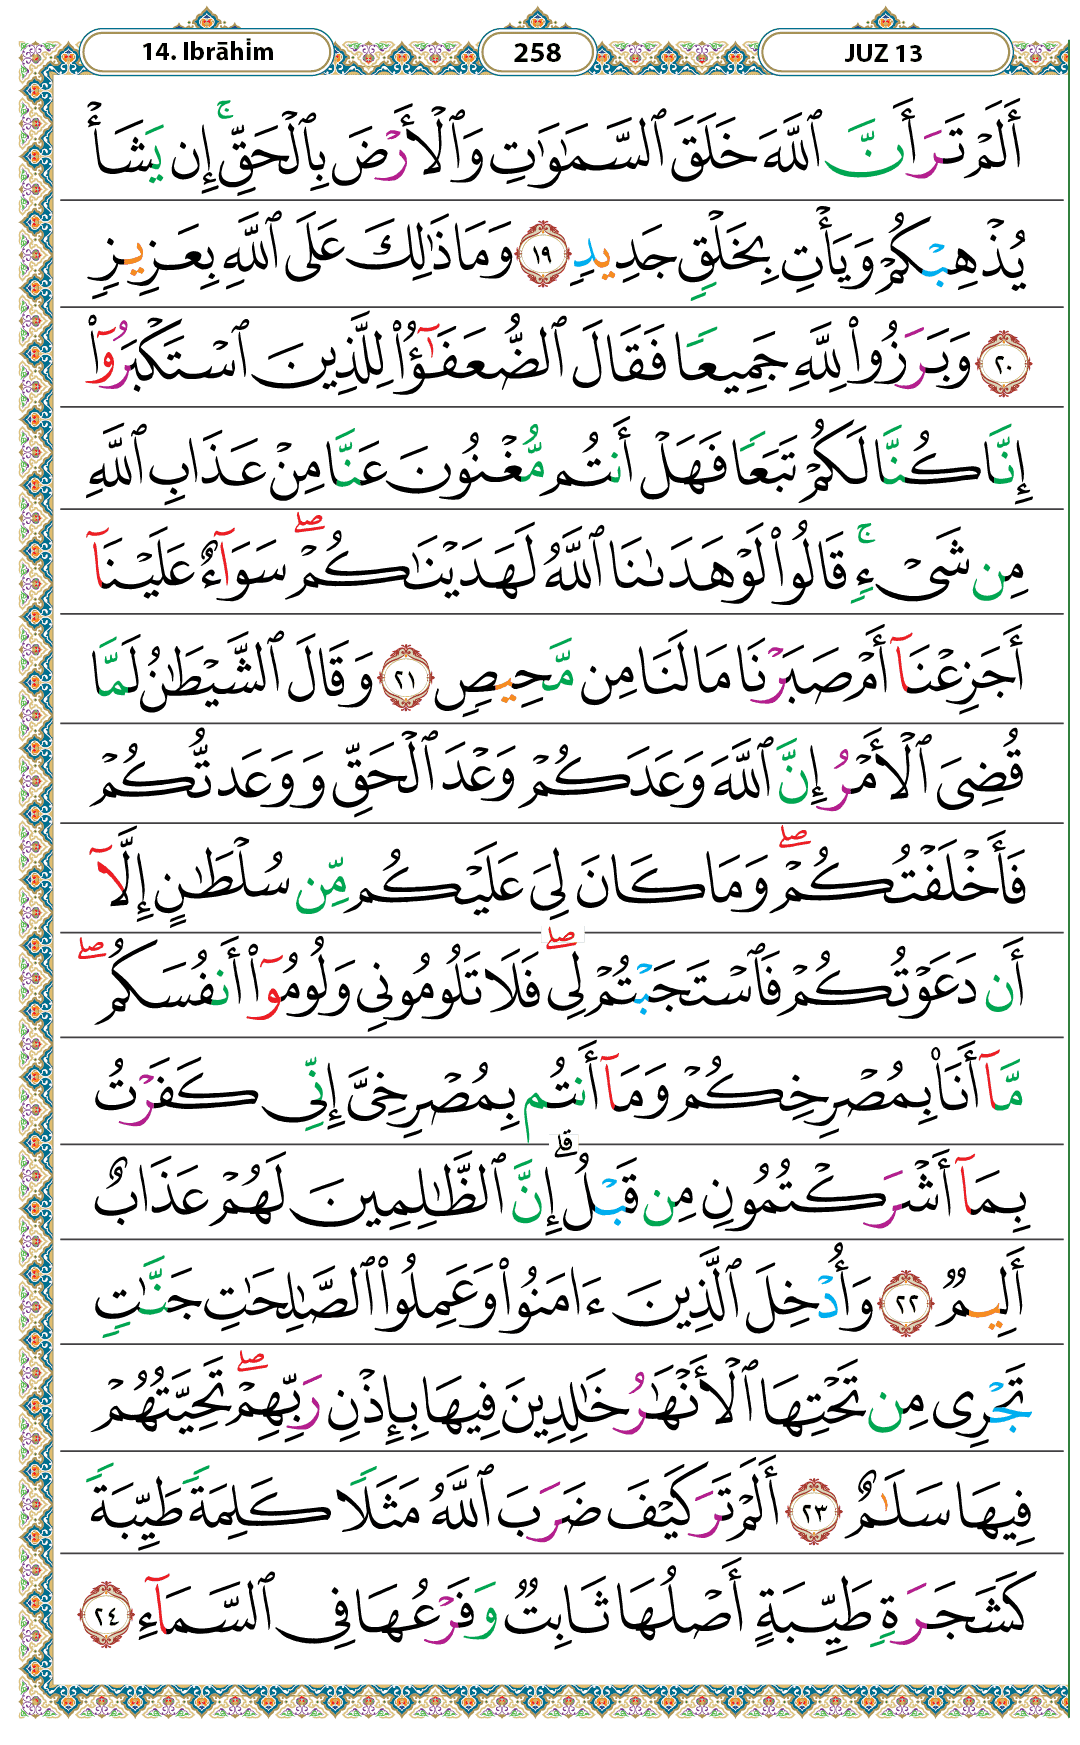 14. Ibrāhim 258 JUZ 13
أَلَمْ تَرَ أَنَّ ٱللَّهَ خَلَقَ ٱلسَّمَٰوَٰتِ وَٱلْأَرْضَ بِٱلْحَقِّ ۚ إِن يَشَأْ
يُذْهِبْكُمْ وَيَأْتِ بِخَلْقٍ جَدِيدٍ ١٩ وَمَا ذَٰلِكَ عَلَى ٱللَّهِ بِعَزِيزٍ
٢٠ وَبَرَزُوا۟ لِلَّهِ جَمِيعًا فَقَالَ ٱلضُّعَفَٰٓؤُا۟ لِلَّذِينَ ٱسْتَكْبَرُوٓا۟
إِنَّا كُنَّا لَكُمْ تَبَعًا فَهَلْ أَنتُم مُّغْنُونَ عَنَّا مِنْ عَذَابِ ٱللَّهِ
مِن شَىْءٍ ۚ قَالُوا۟ لَوْ هَدَىٰنَا ٱللَّهُ لَهَدَيْنَٰكُمْ ۖ سَوَآءٌ عَلَيْنَآ
أَجَزِعْنَآ أَمْ صَبَرْنَا مَا لَنَا مِن مَّحِيصٍ ٢١ وَقَالَ ٱلشَّيْطَٰنُ لَمَّا
قُضِىَ ٱلْأَمْرُ إِنَّ ٱللَّهَ وَعَدَكُمْ وَعْدَ ٱلْحَقِّ وَوَعَدتُّكُمْ
فَأَخْلَفْتُكُمْ ۖ وَمَا كَانَ لِىَ عَلَيْكُم مِّن سُلْطَٰنٍ إِلَّآ
أَن دَعَوْتُكُمْ فَٱسْتَجَبْتُمْ لِى ۖ فَلَا تَلُومُونِى وَلُومُوٓا۟ أَنفُسَكُم ۖ
مَّآ أَنَا۠ بِمُصْرِخِكُمْ وَمَآ أَنتُم بِمُصْرِخِىَّ إِنِّى كَفَرْتُ
بِمَآ أَشْرَكْتُمُونِ مِن قَبْلُ ۗ إِنَّ ٱلظَّٰلِمِينَ لَهُمْ عَذَابٌ
أَلِيمٌ ٢٢ وَأُدْخِلَ ٱلَّذِينَ ءَامَنُوا۟ وَعَمِلُوا۟ ٱلصَّٰلِحَٰتِ جَنَّٰتٍ
تَجْرِى مِن تَحْتِهَا ٱلْأَنْهَٰرُ خَٰلِدِينَ فِيهَا بِإِذْنِ رَبِّهِمْ ۖ تَحِيَّتُهُمْ
فِيهَا سَلَٰمٌ ٢٣ أَلَمْ تَرَ كَيْفَ ضَرَبَ ٱللَّهُ مَثَلًا كَلِمَةً طَيِّبَةً
كَشَجَرَةٍ طَيِّبَةٍ أَصْلُهَا ثَابِتٌ وَفَرْعُهَا فِى ٱلسَّمَآءِ ٢٤